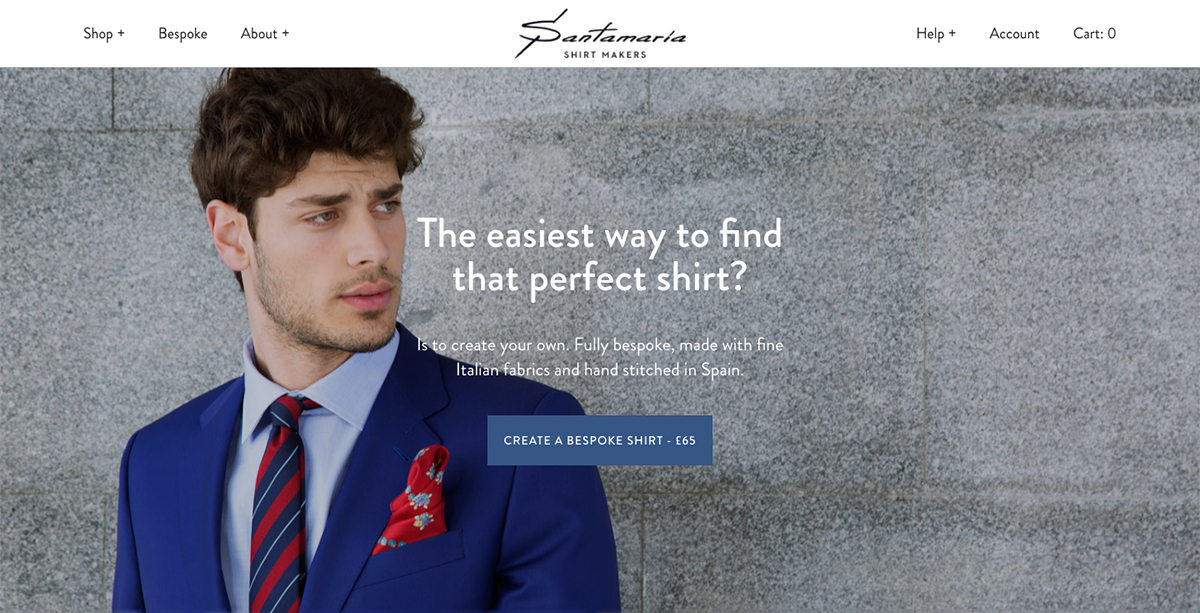 Shop +
Bespoke
About +
Santamaria
SHIRT MAKERS
Help +
Account
Cart: 0
The easiest way to find
that perfect shirt?
Is to create your own. Fully bespoke, made with fine
Italian fabrics and hand stitched in Spain.
CREATE A BESPOKE SHIRT - £65